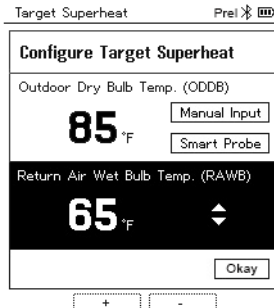 Target Superheat Prel
Configure Target Superheat
Outdoor Dry Bulb Temp. (ODDB)
85 °F
Manual Input
Smart Probe
Return Air Wet Bulb Temp. (RAWB)
65 °F
Okay
+ -